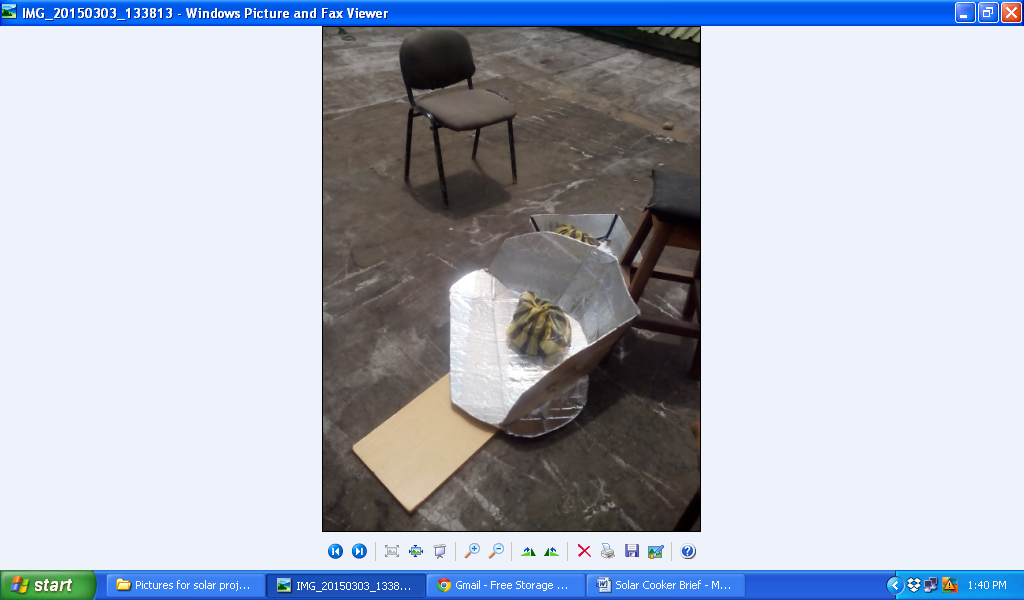 IMG_20150303_133813 - Windows Picture and Fax Viewer
start
Pictures for solar proj...
IMG_20150303_1338...
Gmail - Free Storage ...
Solar Cooker Brief - M...
1:40 PM